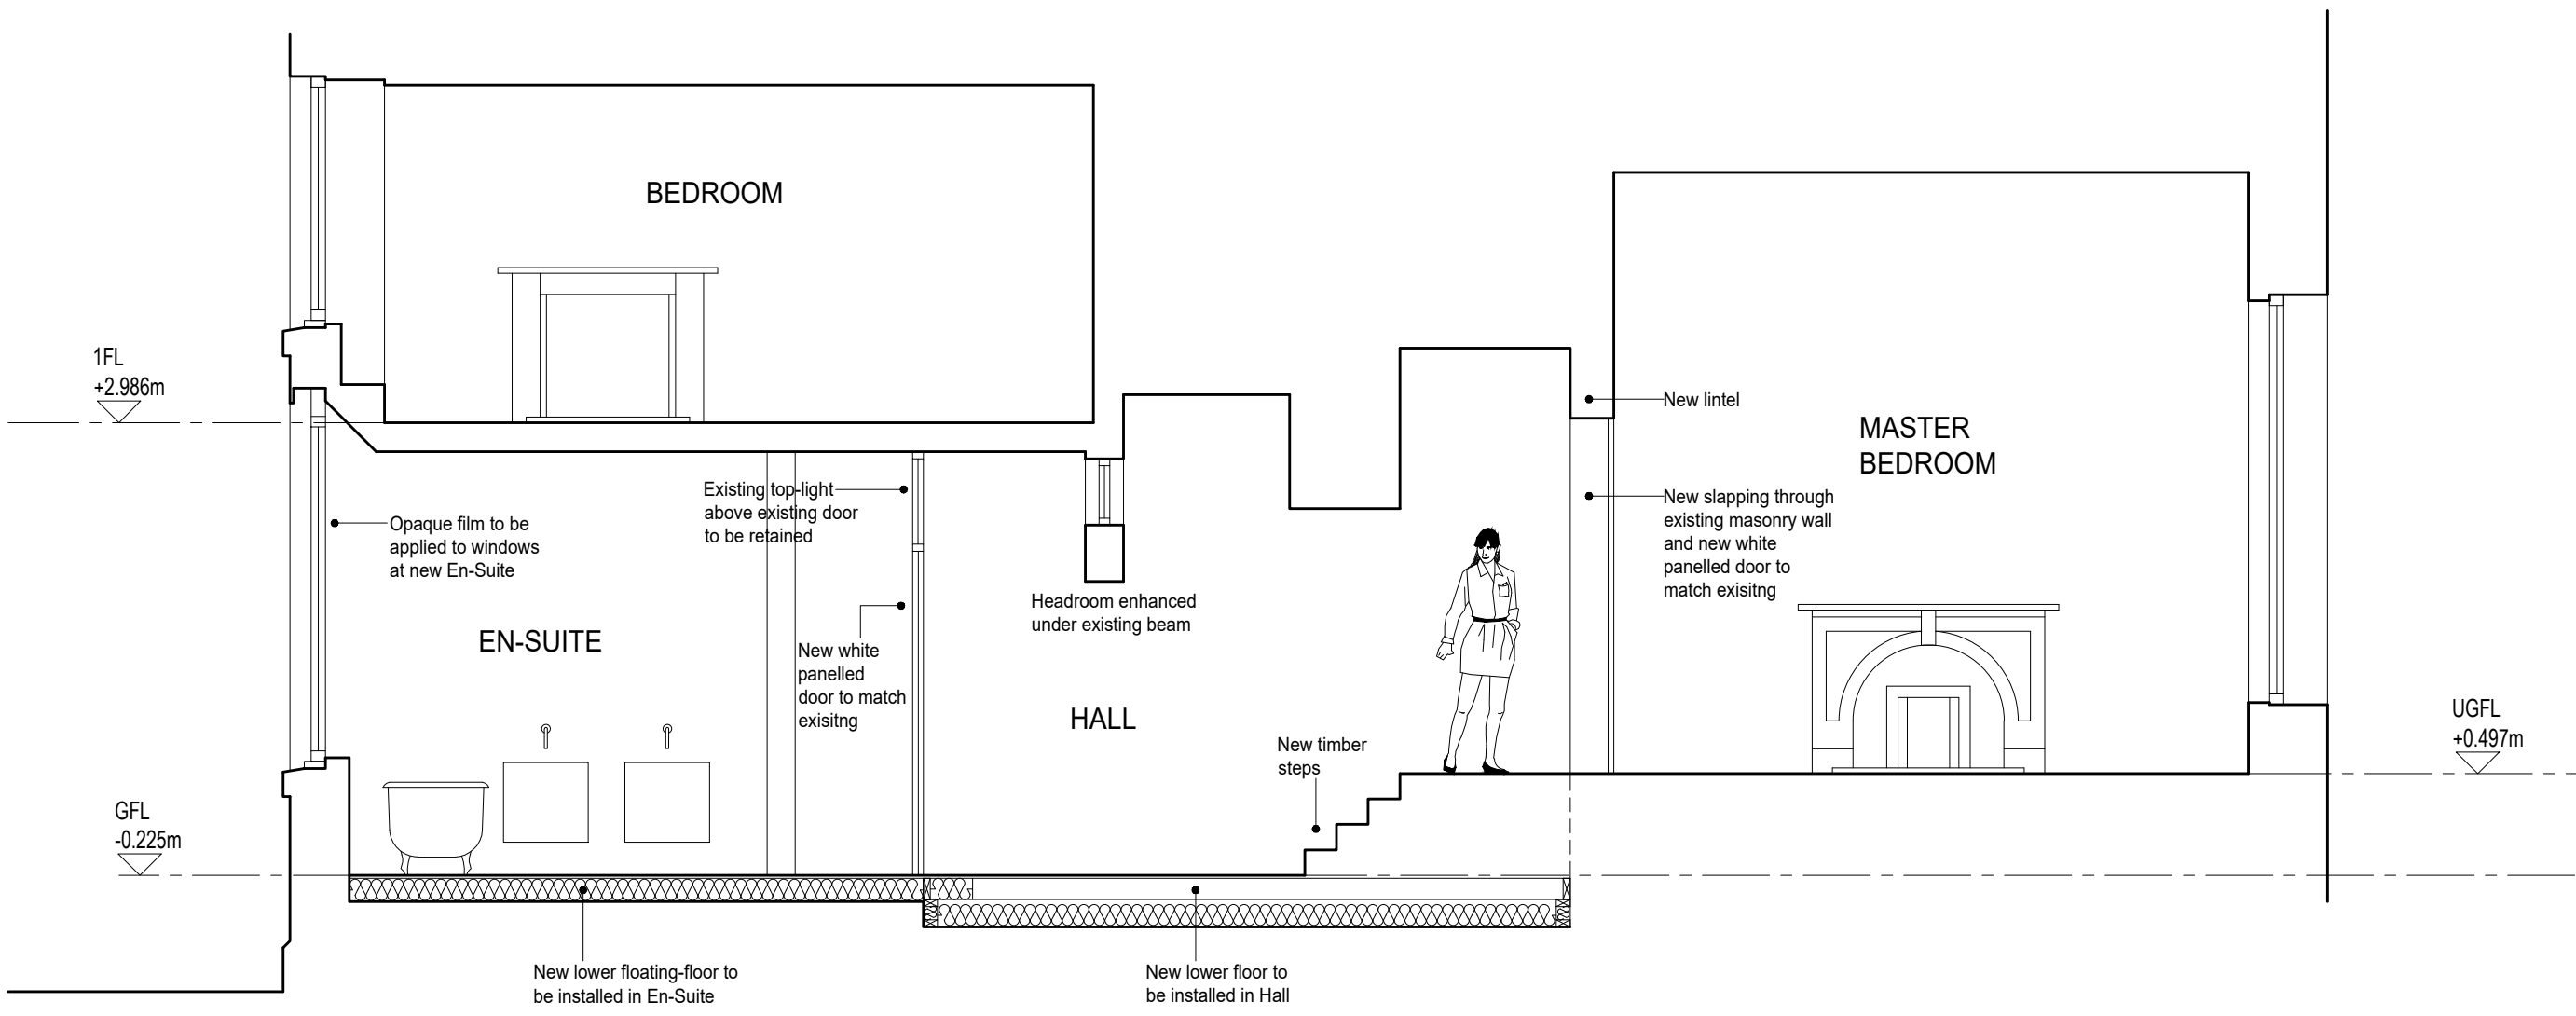 BEDROOM
1FL
+2.986m
New lintel
MASTER
BEDROOM
Existing top-light
above existing door
to be retained
New slapping through
existing masonry wall
and new white
panelled door to
match exisitng
Opaque film to be
applied to windows
at new En-Suite
Headroom enhanced
under existing beam
EN-SUITE
New white
panelled
door to match
exisitng
HALL
UGFL
+0.497m
New timber
steps
GFL
-0.225m
New lower floating-floor to
be installed in En-Suite
New lower floor to
be installed in Hall